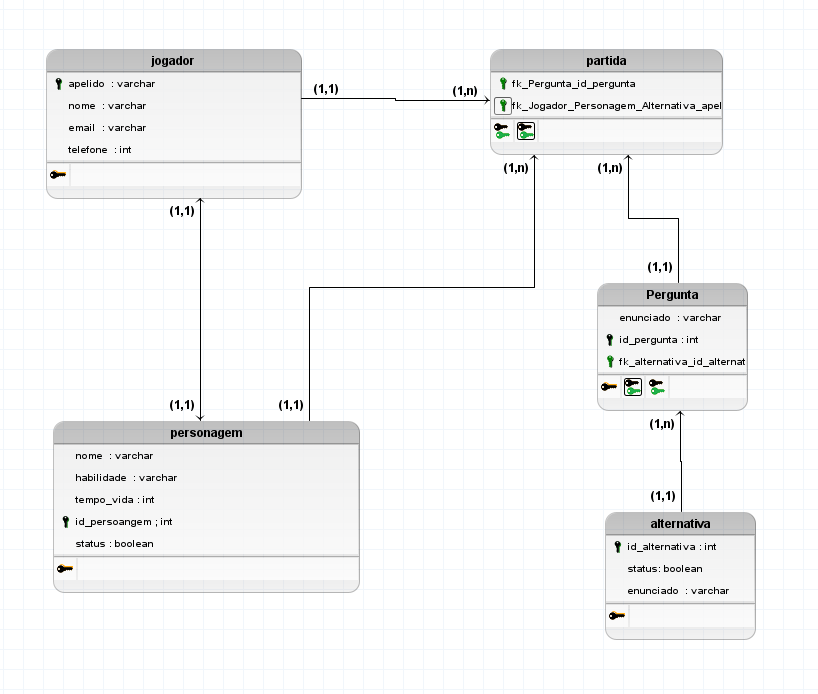 jogador
apelido : varchar
nome : varchar
email : varchar
telefone : int
(1,1)
(1,n)
partida
fk_Pergunta_id_pergunta
fk_Jogador_Personagem_Alternativa_apel
(1,n)
(1,n)
(1,1)
(1,1)
Pergunta
enunciado : varchar
id_pergunta : int
fk_alternativa_id_alternat
(1,1)
(1,1)
(1,n)
personagem
nome : varchar
habilidade : varchar
tempo_vida : int
id_persoangem ; int
status : boolean
(1,1)
alternativa
id_alternativa : int
status: boolean
enunciado : varchar